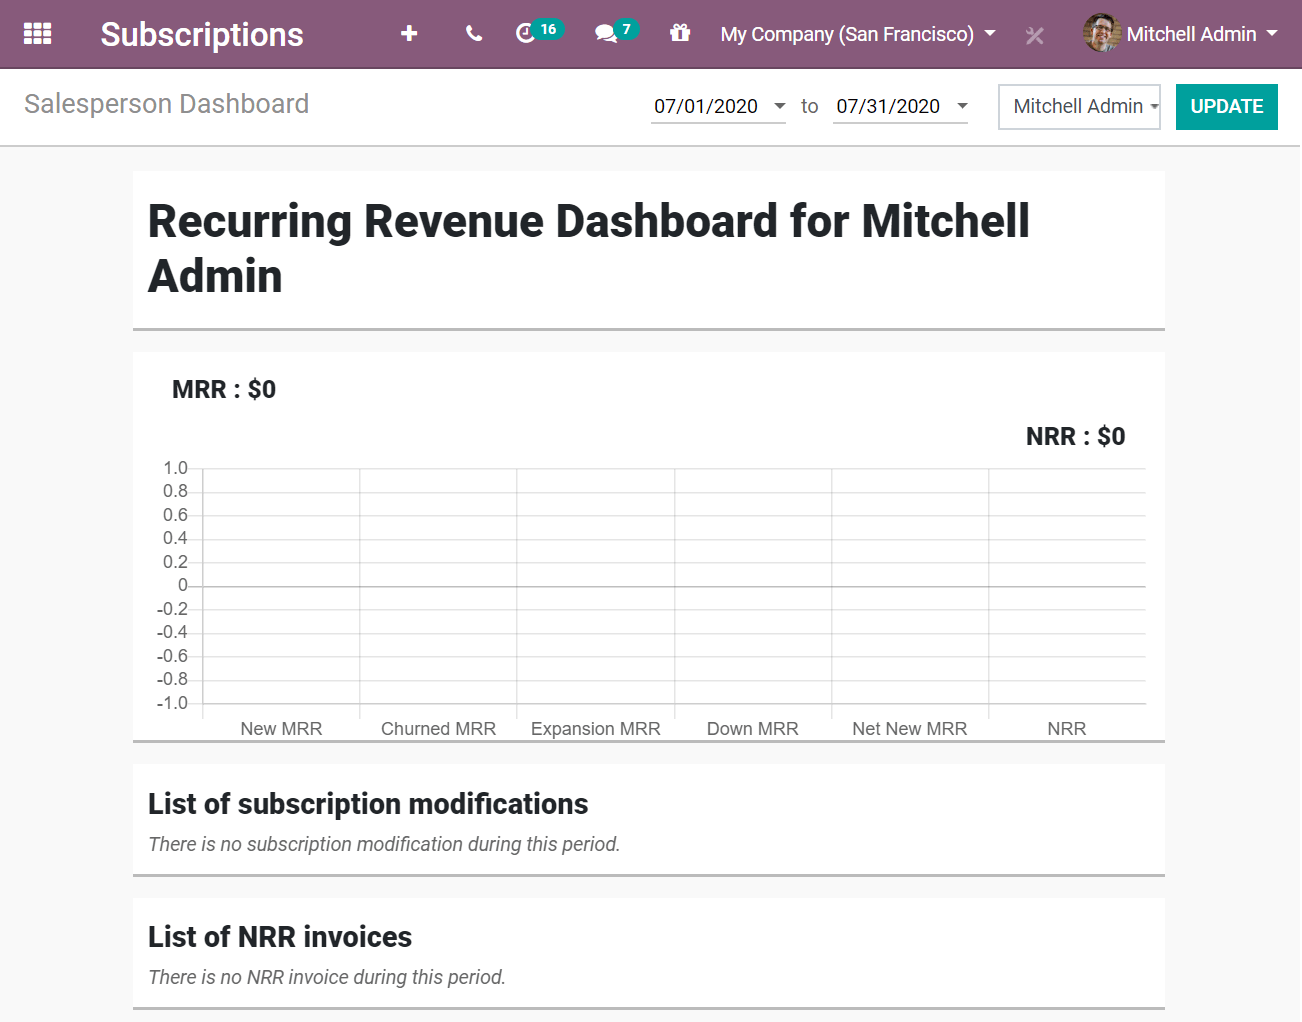 Subscriptions 16 7 My Company (San Francisco) Mitchell Admin
Salesperson Dashboard 07/01/2020 to 07/31/2020 Mitchell Admin UPDATE
Recurring Revenue Dashboard for Mitchell
Admin
MRR : $0
NRR : $0
1.0
0.8
0.6
0.4
0.2
0
-0.2
-0.4
-0.6
-0.8
-1.0
New MRR Churned MRR Expansion MRR Down MRR Net New MRR NRR
List of subscription modifications
There is no subscription modification during this period.
List of NRR invoices
There is no NRR invoice during this period.